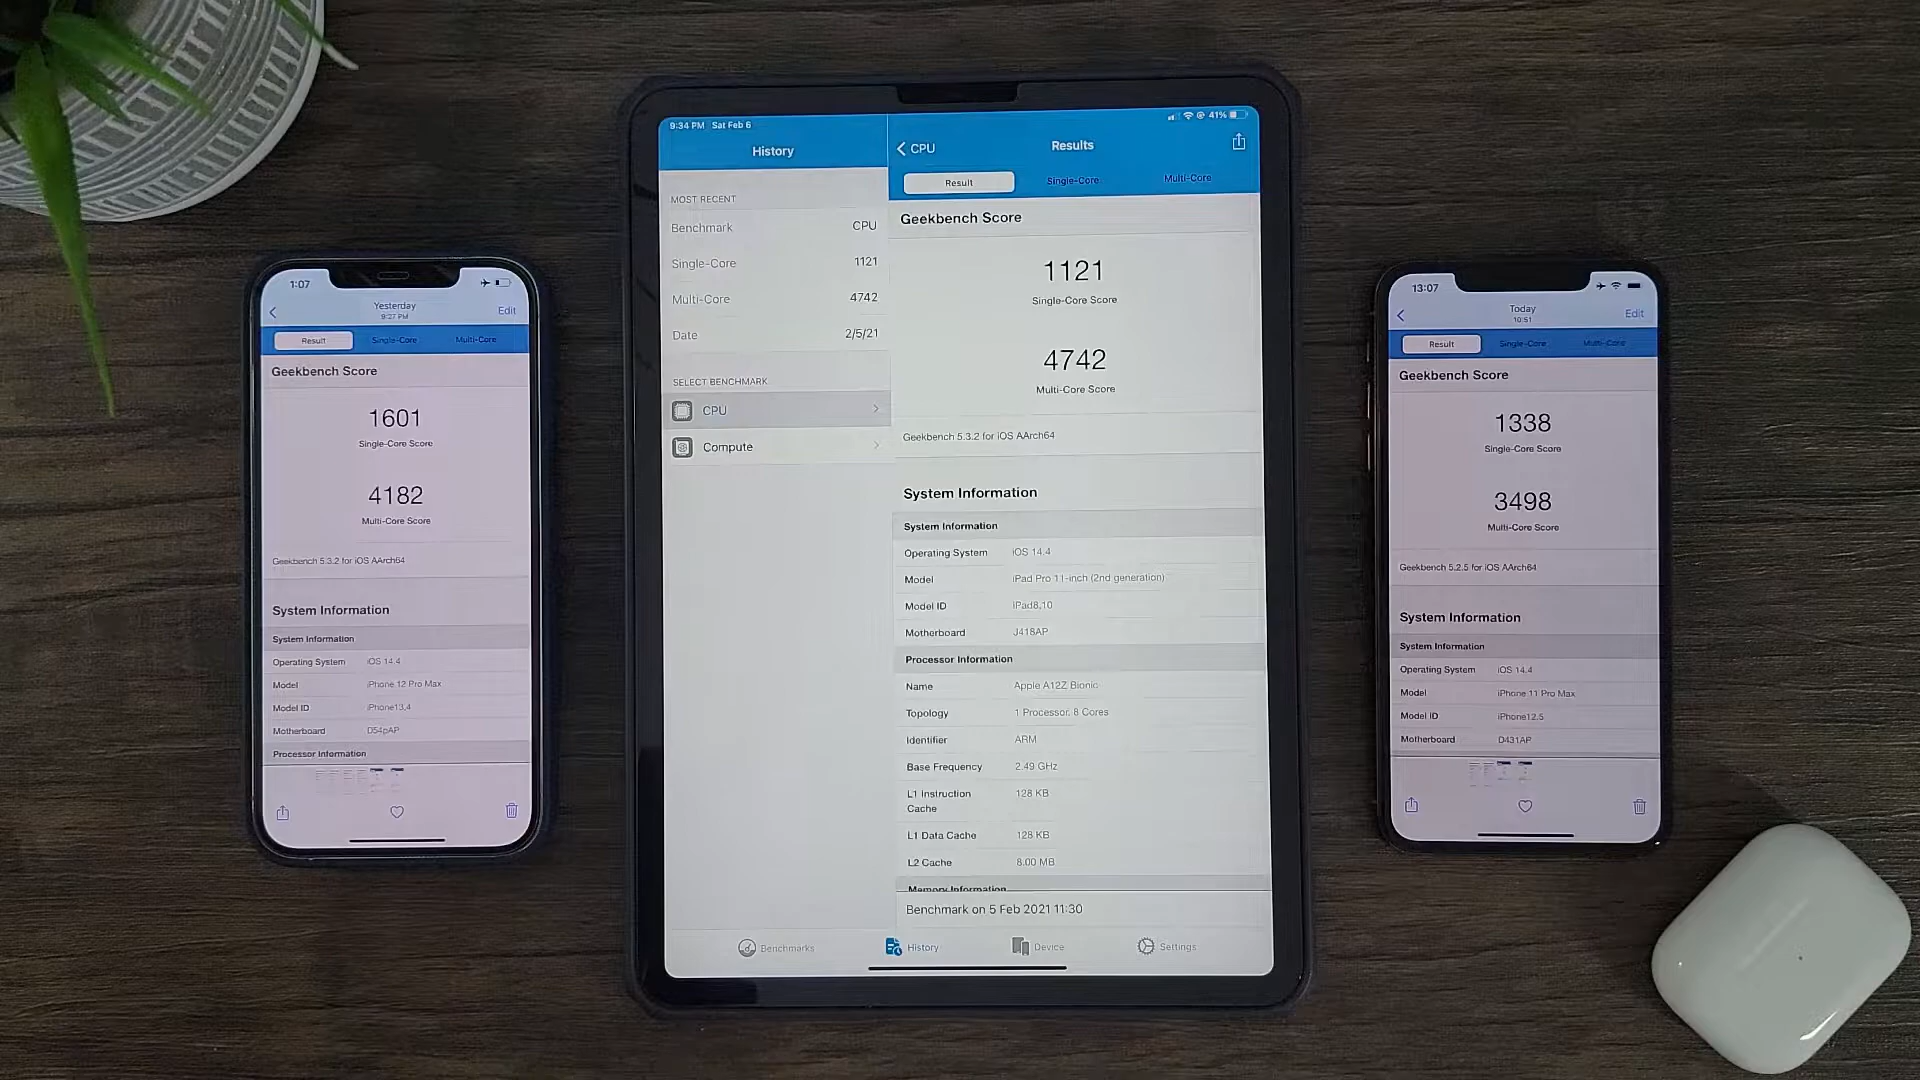 1:07
Yesterday
9:27 PM
Edit
Result Single-Core Multi-Core
Geekbench Score
1601
Single-Core Score
4182
Multi-Core Score
Geekbench 5.3.2 for iOS AArch64
System Information
System Information
Operating System iOS 14.4
Model iPhone 12 Pro Max
Model ID iPhone13,4
Motherboard D54pAP
Processor Information
9:34 PM Sat Feb 6
History
MOST RECENT
Benchmark CPU
Single-Core 1121
Multi-Core 4742
Date 2/5/21
SELECT BENCHMARK
CPU
Compute
41%
CPU Results
Result Single-Core Multi-Core
Geekbench Score
1121
Single-Core Score
4742
Multi-Core Score
Geekbench 5.3.2 for iOS AArch64
System Information
System Information
Operating System iOS 14.4
Model iPad Pro 11-inch (2nd generation)
Model ID iPad8,10
Motherboard J418AP
Processor Information
Name Apple A12Z Bionic
Topology 1 Processor, 8 Cores
Identifier ARM
Base Frequency 2.49 GHz
L1 Instruction Cache 128 KB
L1 Data Cache 128 KB
L2 Cache 8.00 MB
Memory Information
Benchmark on 5 Feb 2021 11:30
Benchmarks History Device Settings
13:07
Today
10:51
Edit
Result Single-Core Multi-Core
Geekbench Score
1338
Single-Core Score
3498
Multi-Core Score
Geekbench 5.2.5 for iOS AArch64
System Information
System Information
Operating System iOS 14.4
Model iPhone 11 Pro Max
Model ID iPhone12,5
Motherboard D431AP